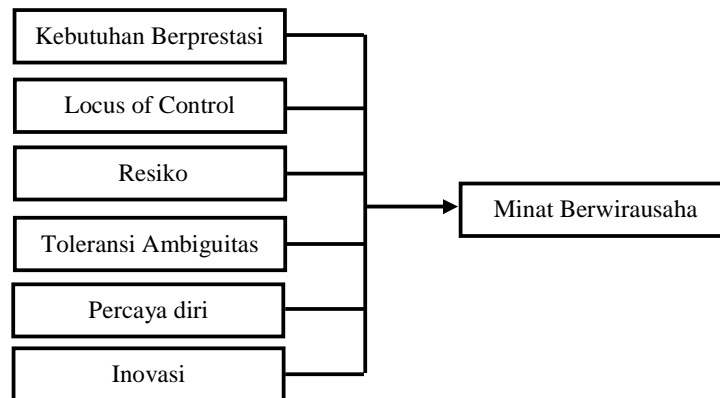 Kebutuhan Berprestasi
Locus of Control
Resiko
Toleransi Ambiguitas
Percaya diri
Inovasi
Minat Berwirausaha